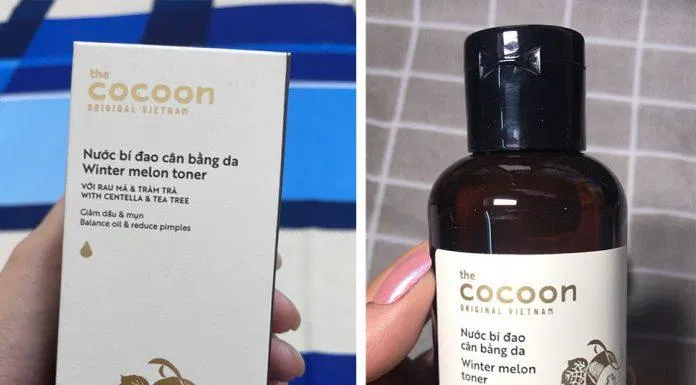 the
cocoon
ORIGINAL VIETNAM
Nước bí đao cân bằng da
Winter melon toner
VỚI RAU MÁ & TRÀM TRÀ
WITH CENTELLA & TEA TREE
Giảm dầu & mụn
Balance oil & reduce pimples
the
cocoon
ORIGINAL VIETNAM
Nước bí đao
cân bằng da
Winter melon
toner